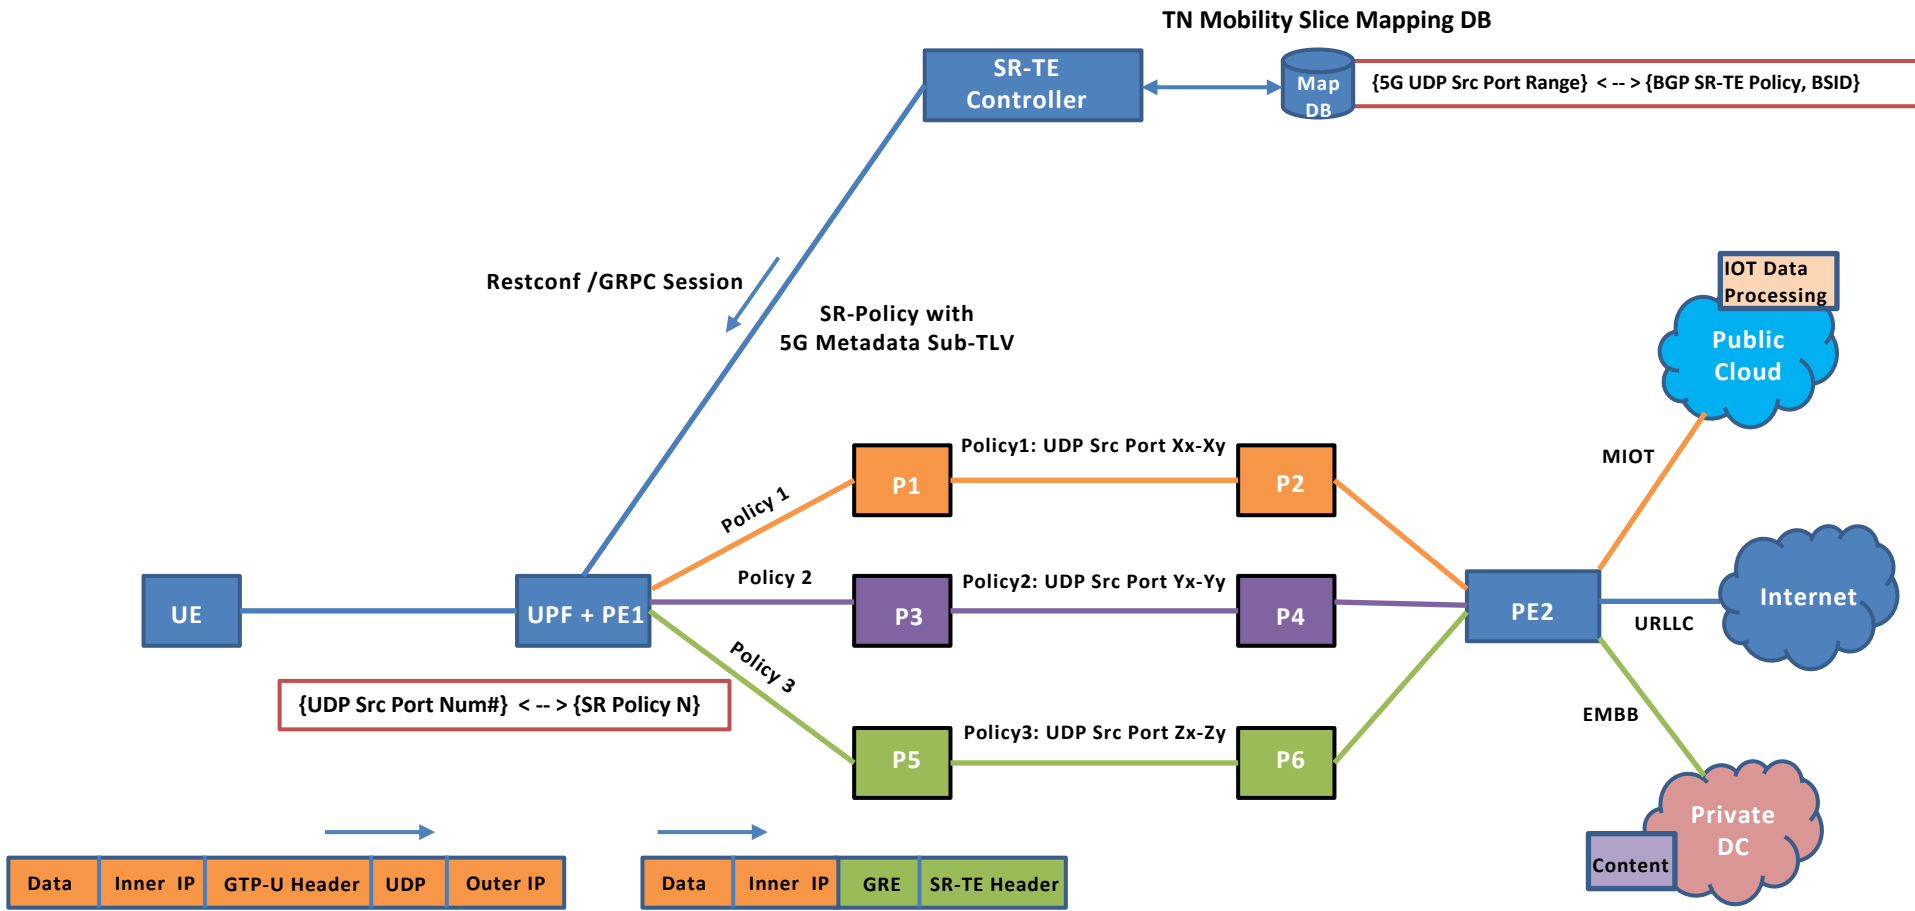 TN Mobility Slice Mapping DB
SR-TE
Controller
Map
DB
{5G UDP Src Port Range} < -- > {BGP SR-TE Policy, BSID}
Restconf /GRPC Session
SR-Policy with
5G Metadata Sub-TLV
IOT Data
Processing
Public
Cloud
MIOT
Policy1: UDP Src Port Xx-Xy
P1
P2
Policy 1
Policy 2
Policy2: UDP Src Port Yx-Yy
UE
UPF + PE1
P3
P4
PE2
Internet
URLLC
Policy 3
{UDP Src Port Num#} < -- > {SR Policy N}
EMBB
Policy3: UDP Src Port Zx-Zy
P5
P6
Private
DC
Content
Data Inner IP GTP-U Header UDP Outer IP
Data Inner IP GRE SR-TE Header